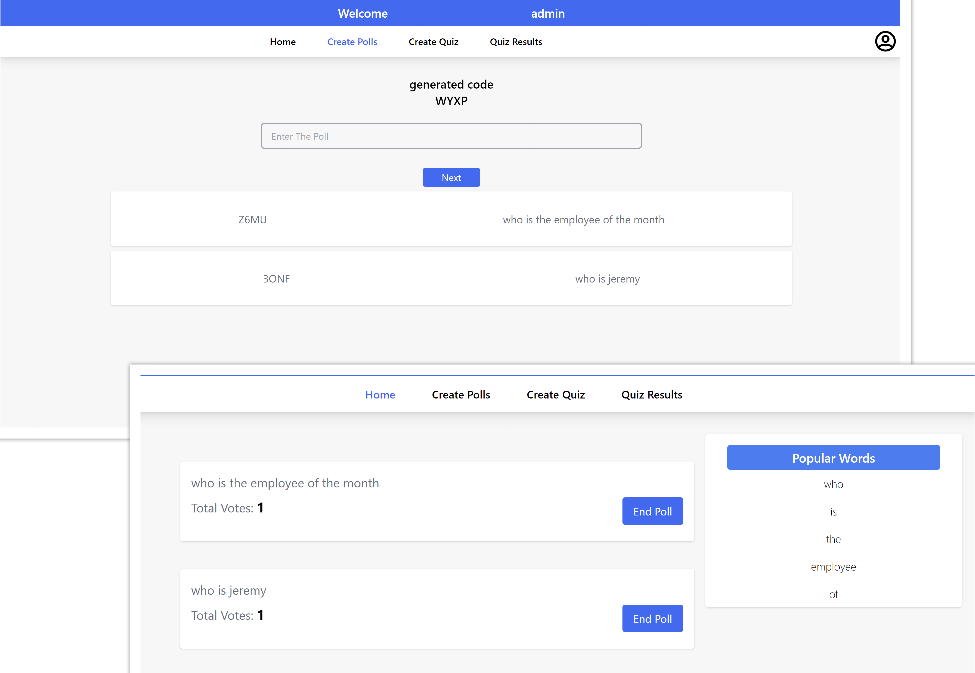 Welcome admin
Home Create Polls Create Quiz Quiz Results
generated code
WYXP
Enter The Poll
Next
Z6MU who is the employee of the month
3ONF who is jeremy
Home Create Polls Create Quiz Quiz Results
who is the employee of the month
Total Votes: 1
End Poll
who is jeremy
Total Votes: 1
End Poll
Popular Words
who
is
the
employee
of